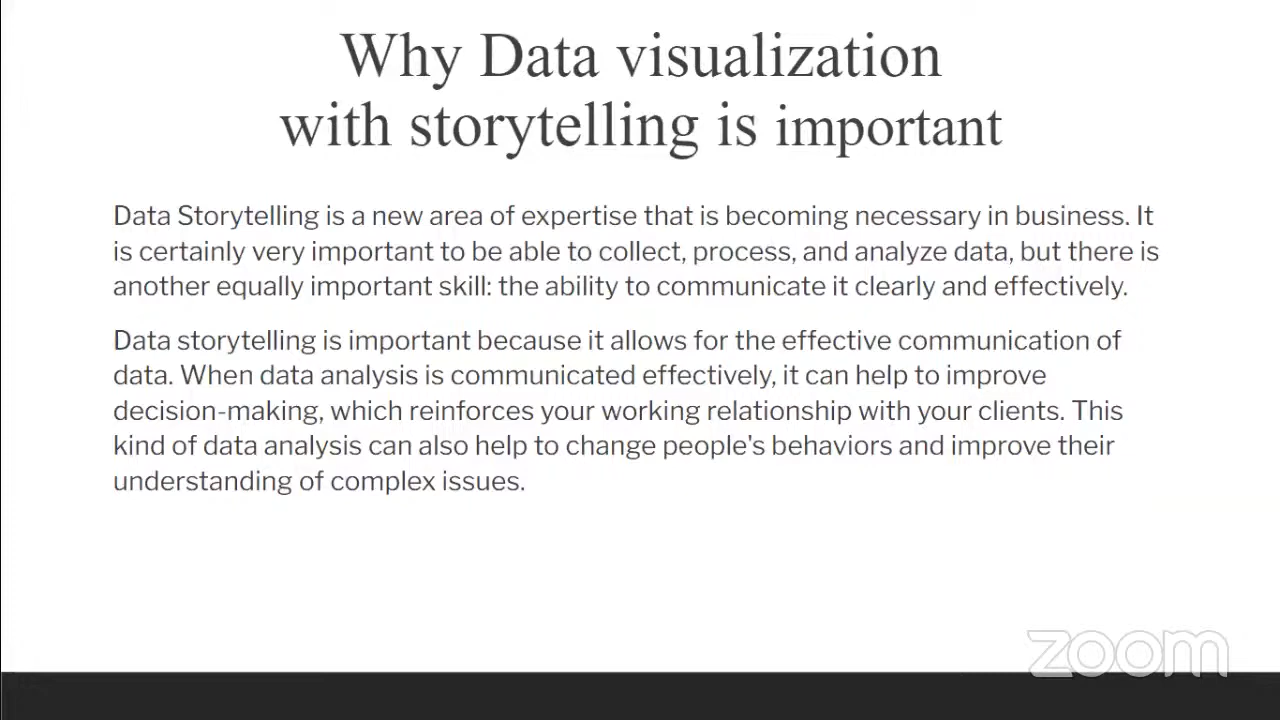 Why Data visualization
with storytelling is important
Data Storytelling is a new area of expertise that is becoming necessary in business. It
is certainly very important to be able to collect, process, and analyze data, but there is
another equally important skill: the ability to communicate it clearly and effectively.
Data storytelling is important because it allows for the effective communication of
data. When data analysis is communicated effectively, it can help to improve
decision-making, which reinforces your working relationship with your clients. This
kind of data analysis can also help to change people's behaviors and improve their
understanding of complex issues.
zoom